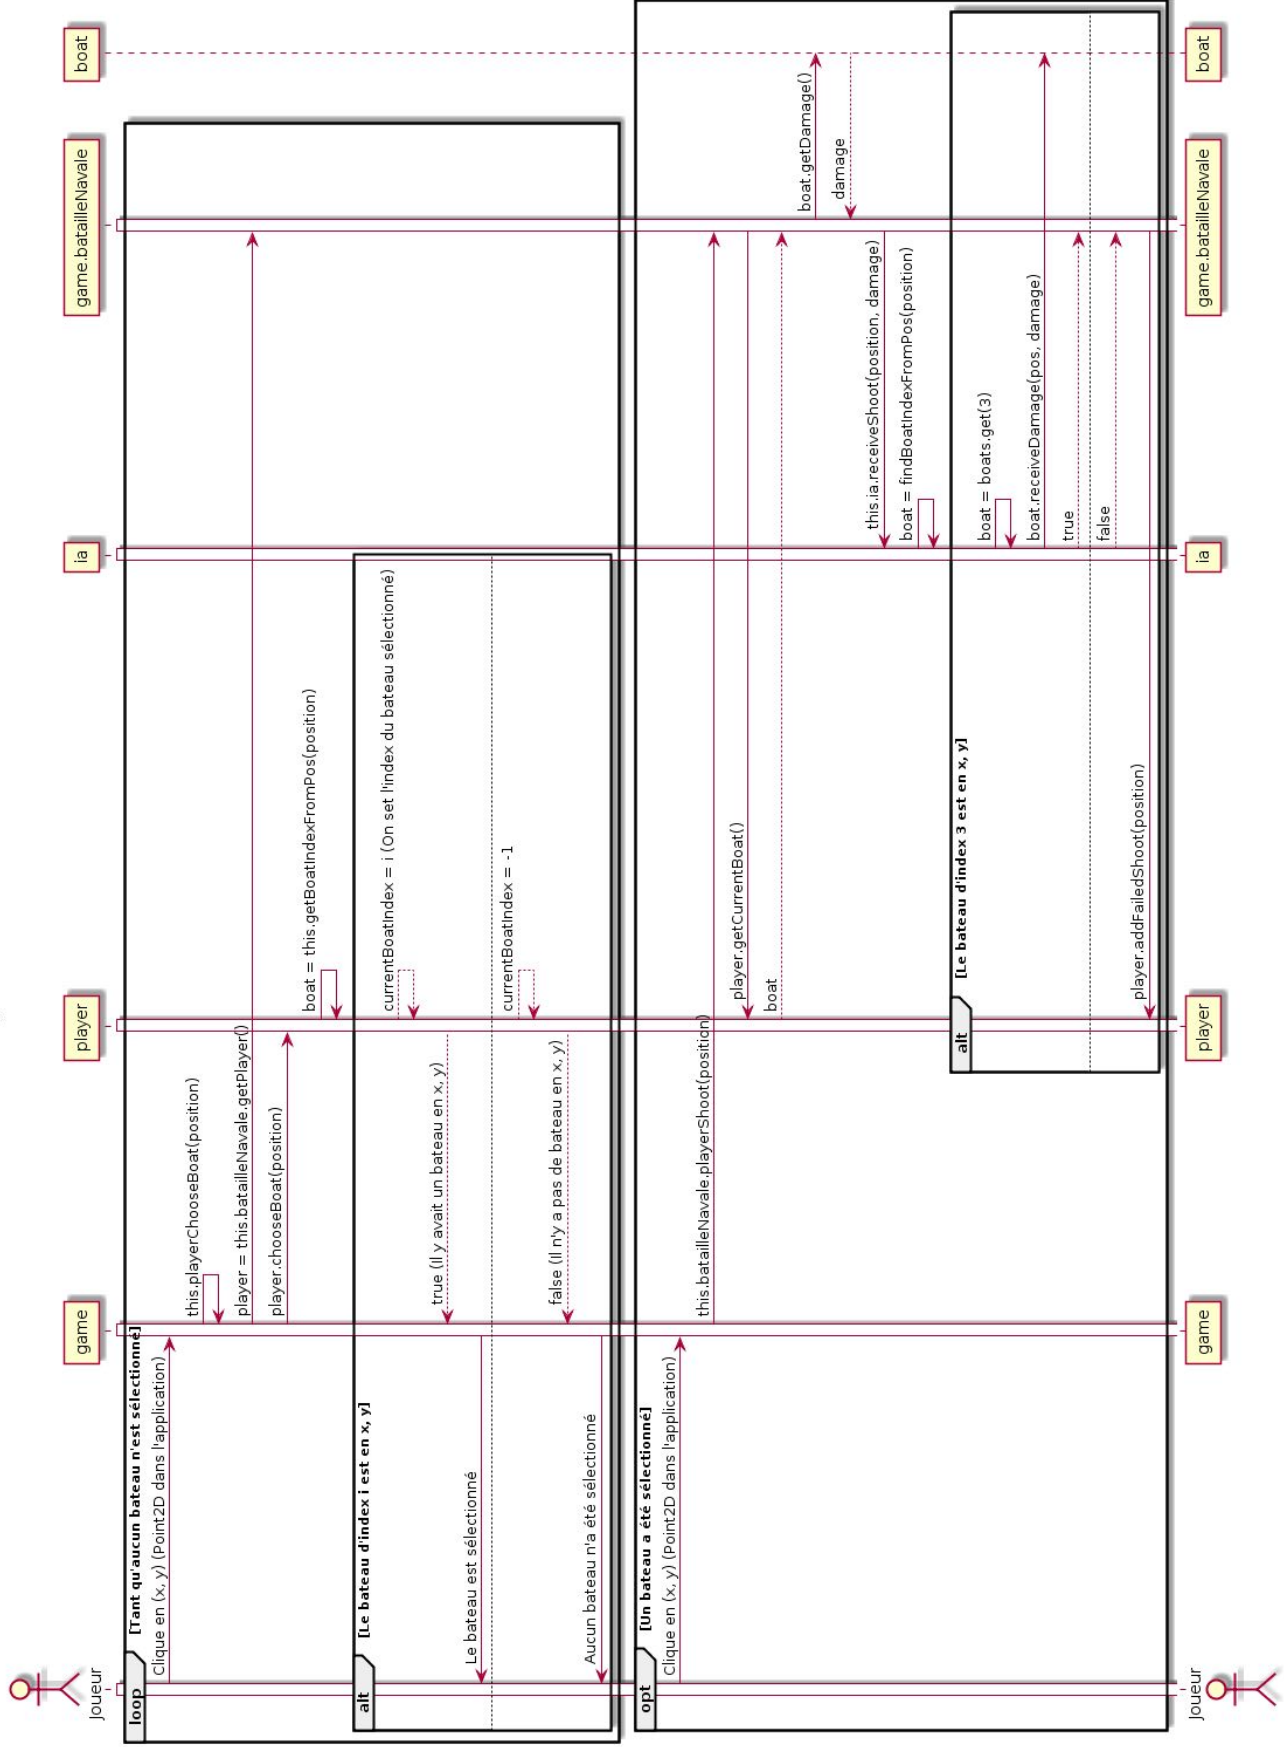 Joueur
game
player
ia
game.batailleNavale
boat
loop
[Tant qu'aucun bateau n'est sélectionné]
Clique en (x, y) (Point2D dans l'application)
this.playerChooseBoat(position)
player = this.batailleNavale.getPlayer()
player.chooseBoat(position)
boat = this.getBoatIndexFromPos(position)
alt
[Le bateau d'index i est en x, y]
currentBoatIndex = i (On set l'index du bateau sélectionné)
true (Il y avait un bateau en x, y)
Le bateau est sélectionné
currentBoatIndex = -1
false (Il n'y a pas de bateau en x, y)
Aucun bateau n'a été sélectionné
opt
[Un bateau a été sélectionné]
Clique en (x, y) (Point2D dans l'application)
this.batailleNavale.playerShoot(position)
player.getCurrentBoat()
boat
boat.getDamage()
damage
this.ia.receiveShoot(position, damage)
boat = findBoatIndexFromPos(position)
alt
[Le bateau d'index 3 est en x, y]
boat = boats.get(3)
boat.receiveDamage(pos, damage)
true
false
player.addFailedShoot(position)
Joueur
game
player
ia
game.batailleNavale
boat